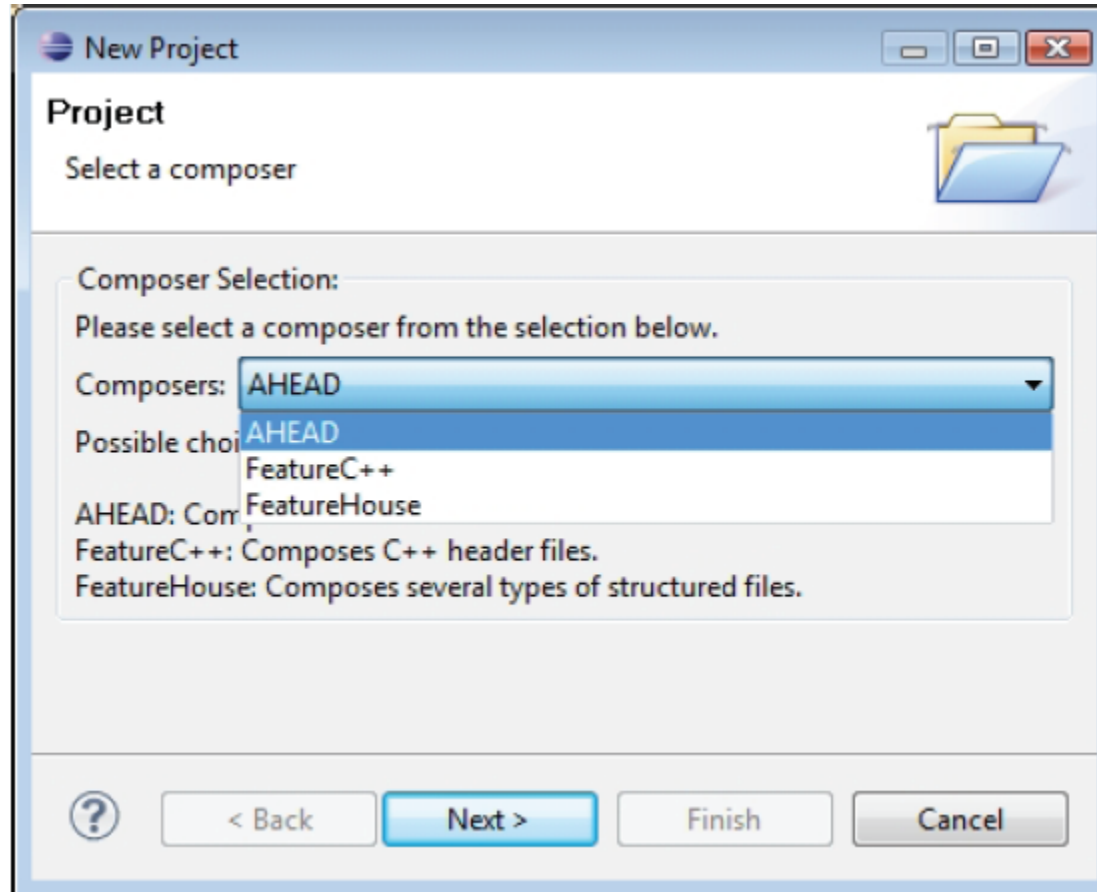 New Project
Project
Select a composer
Composer Selection:
Please select a composer from the selection below.
Composers: AHEAD
AHEAD
Possible choi
FeatureC++
FeatureHouse
AHEAD: Com
FeatureC++: Composes C++ header files.
FeatureHouse: Composes several types of structured files.
? < Back Next > Finish Cancel